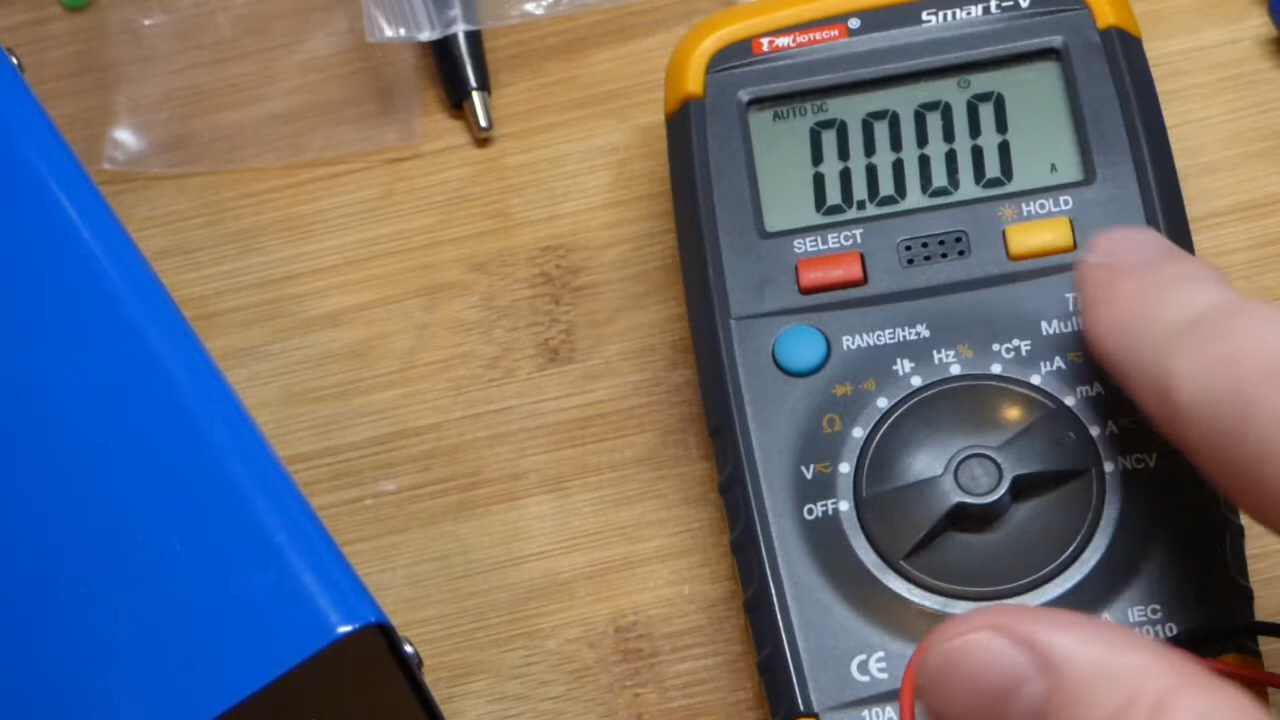 Smart-V
DMiOTECH®
AUTO DC
0.000
A
SELECT
HOLD
RANGE/Hz%
Hz %
°C°F
µA
mA
A
NCV
Ω
V
OFF
CE
IEC
10A